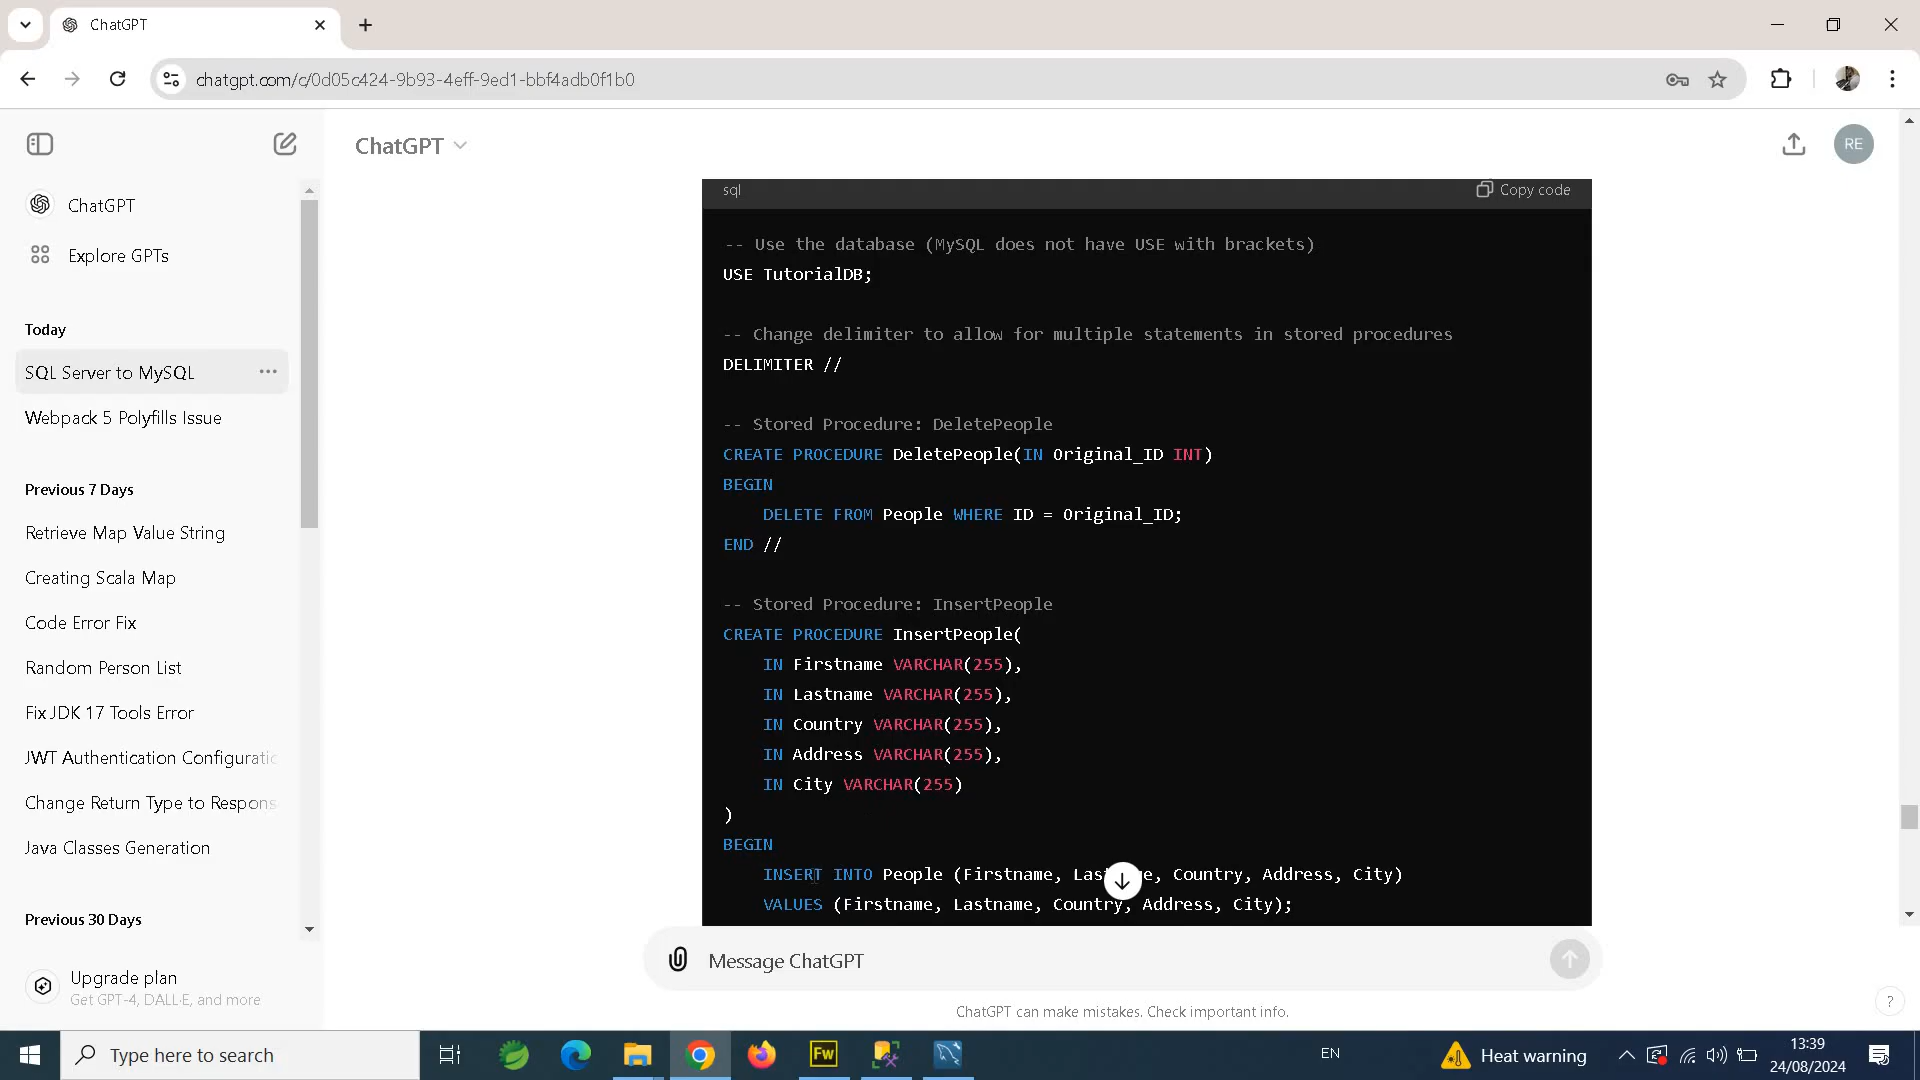 ChatGPT
chatgpt.com/c/0d05c424-9b93-4eff-9ed1-bbf4adb0f1b0
ChatGPT
Explore GPTs
Today
SQL Server to MySQL
Webpack 5 Polyfills Issue
Previous 7 Days
Retrieve Map Value String
Creating Scala Map
Code Error Fix
Random Person List
Fix JDK 17 Tools Error
JWT Authentication Configuratio
Change Return Type to Respons
Java Classes Generation
Previous 30 Days
Upgrade plan
Get GPT-4, DALL·E, and more
ChatGPT
RE
sql
Copy code
-- Use the database (MySQL does not have USE with brackets)
USE TutorialDB;
-- Change delimiter to allow for multiple statements in stored procedures
DELIMITER //
-- Stored Procedure: DeletePeople
CREATE PROCEDURE DeletePeople(IN Original_ID INT)
BEGIN
DELETE FROM People WHERE ID = Original_ID;
END //
-- Stored Procedure: InsertPeople
CREATE PROCEDURE InsertPeople(
IN Firstname VARCHAR(255),
IN Lastname VARCHAR(255),
IN Country VARCHAR(255),
IN Address VARCHAR(255),
IN City VARCHAR(255)
)
BEGIN
INSERT INTO People (Firstname, Las e, Country, Address, City)
VALUES (Firstname, Lastname, Country, Address, City);
Message ChatGPT
ChatGPT can make mistakes. Check important info.
?
Type here to search
Fw
EN
Heat warning
13:39
24/08/2024